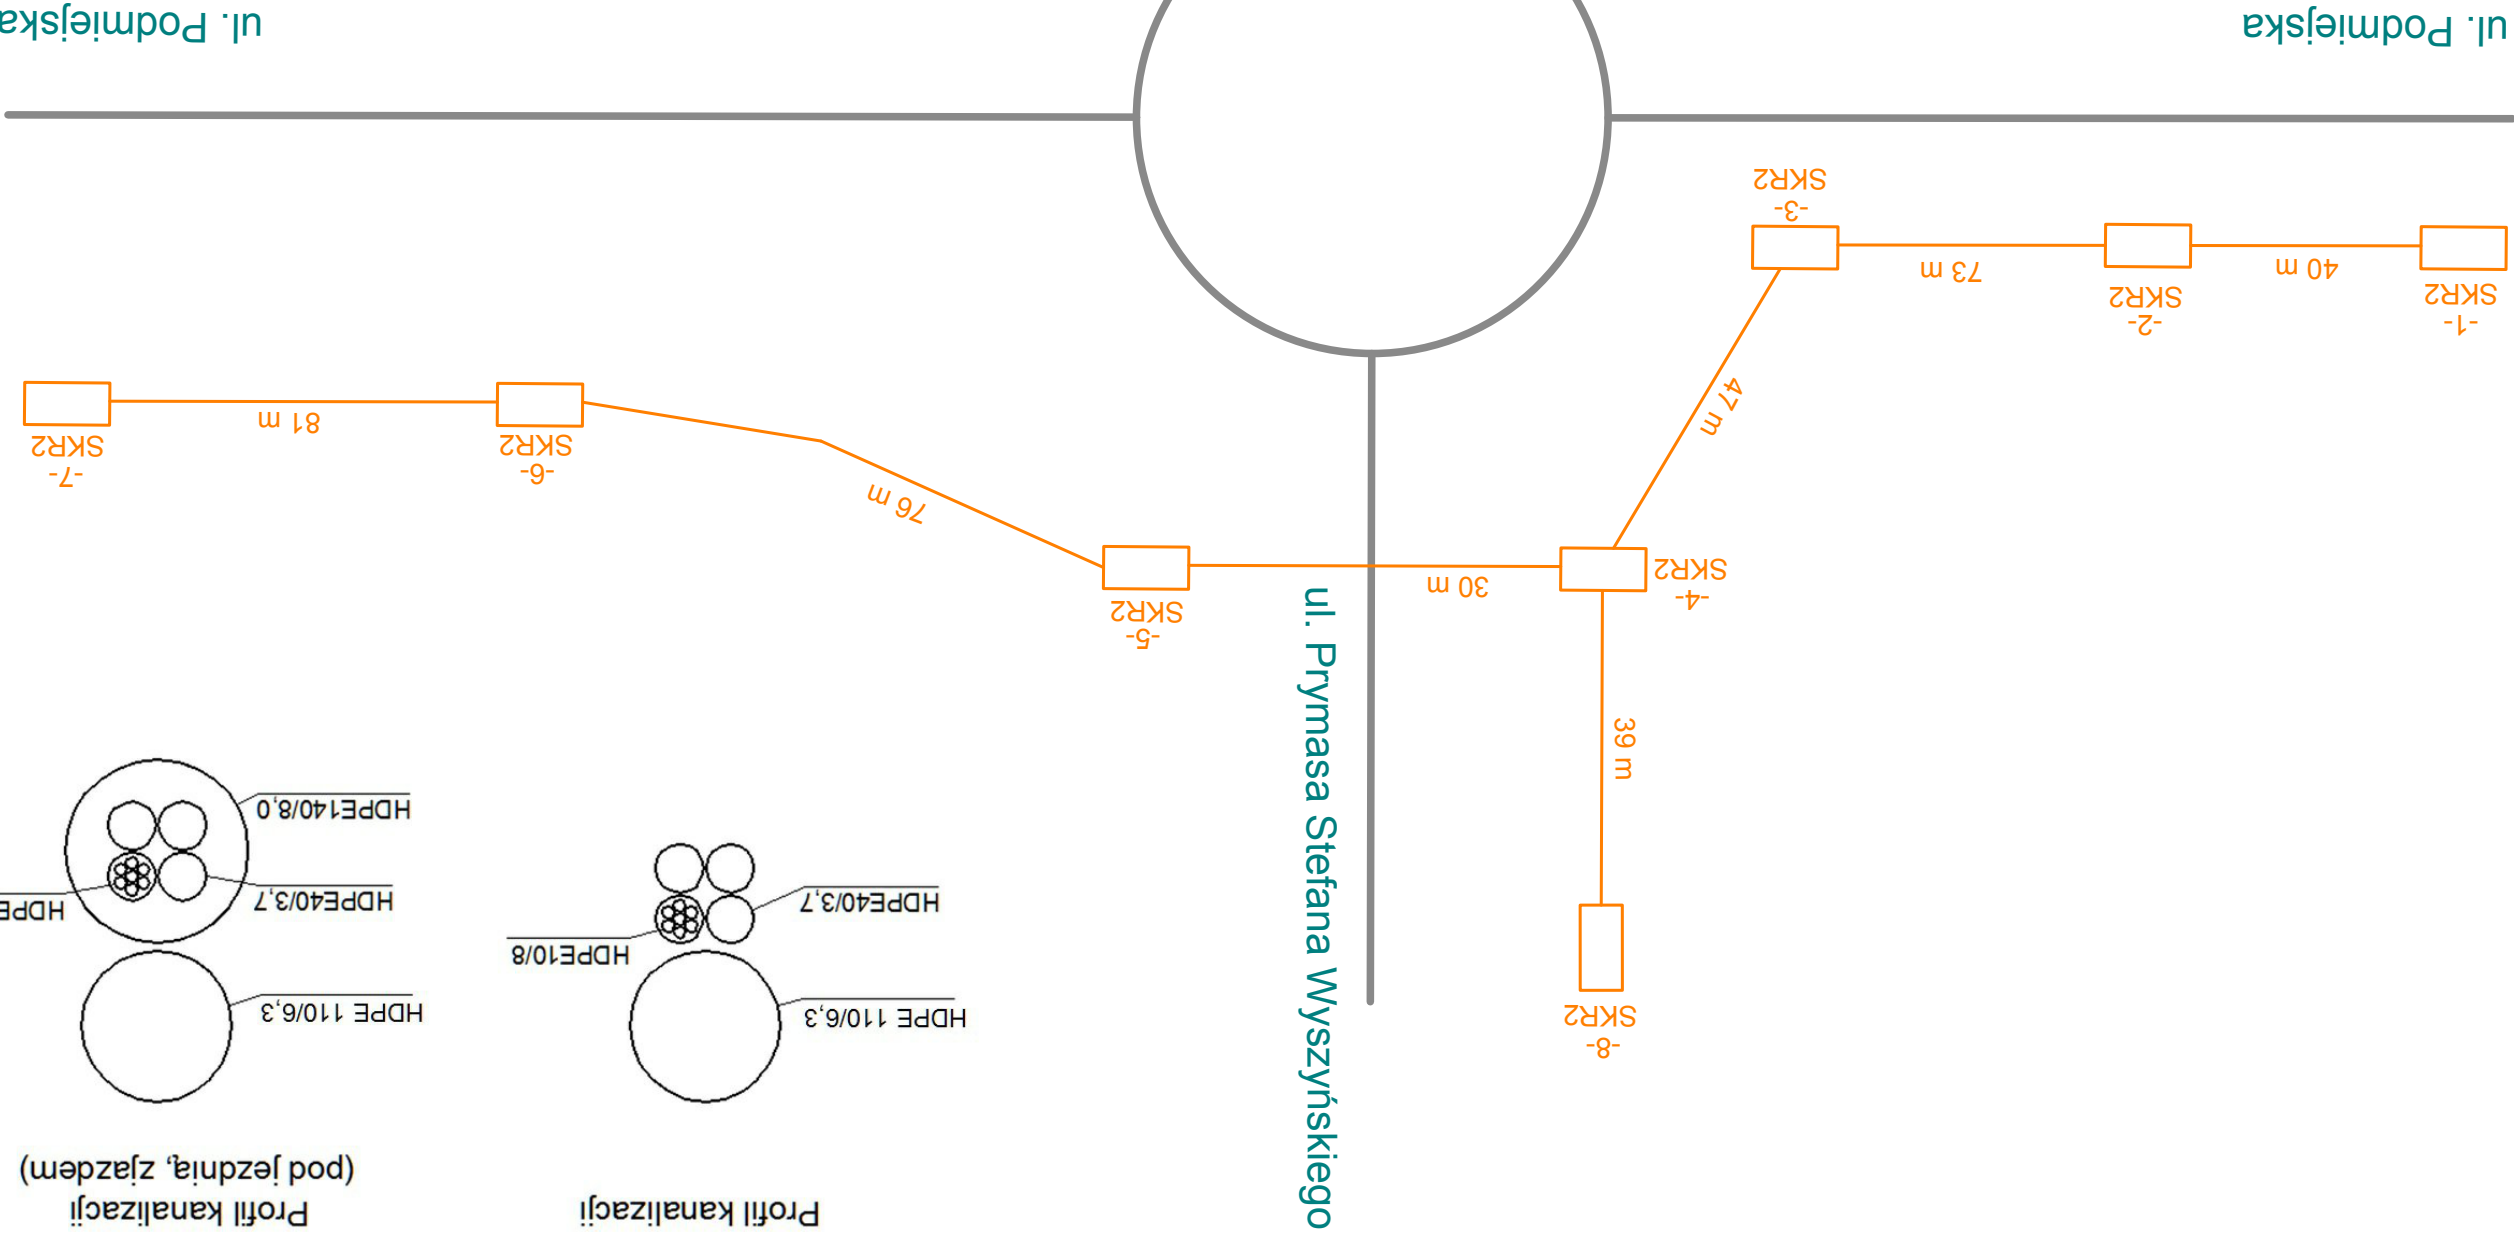 Profil kanalizacji
Profil kanalizacji
(pod jezdnią, zjazdem)
HDPE 110/6,3
HDPE10/8
HDPE40/3,7
HDPE 110/6,3
HDPE
HDPE40/3,7
HDPE140/8,0
ul. Prymasa Stefana Wyszyńskiego
-8-
SKR2
39 m
-4-
SKR2
30 m
-5-
SKR2
76 m
-6-
SKR2
81 m
-7-
SKR2
47 m
-1-
SKR2
40 m
-2-
SKR2
73 m
-3-
SKR2
ul. Podmiejska
ul. Podmiejska